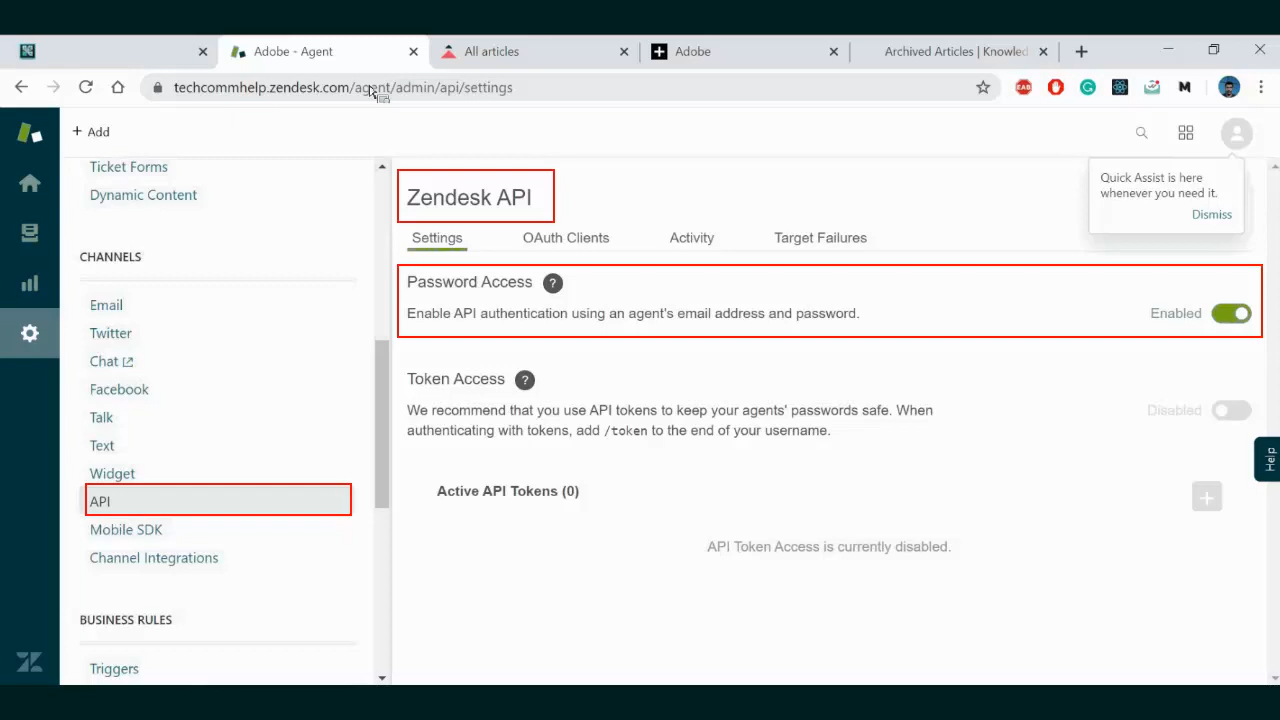 Adobe - Agent
All articles
Adobe
Archived Articles | Knowled
techcommhelp.zendesk.com/agent/admin/api/settings
EAB
M
+ Add
Quick Assist is here
whenever you need it.
Dismiss
Ticket Forms
Dynamic Content
CHANNELS
Email
Twitter
Chat
Facebook
Talk
Text
Widget
API
Mobile SDK
Channel Integrations
BUSINESS RULES
Triggers
Zendesk API
Settings OAuth Clients Activity Target Failures
Password Access ?
Enable API authentication using an agent's email address and password. Enabled
Token Access ?
We recommend that you use API tokens to keep your agents' passwords safe. When Disabled
authenticating with tokens, add /token to the end of your username.
Active API Tokens (0)
API Token Access is currently disabled.
Help